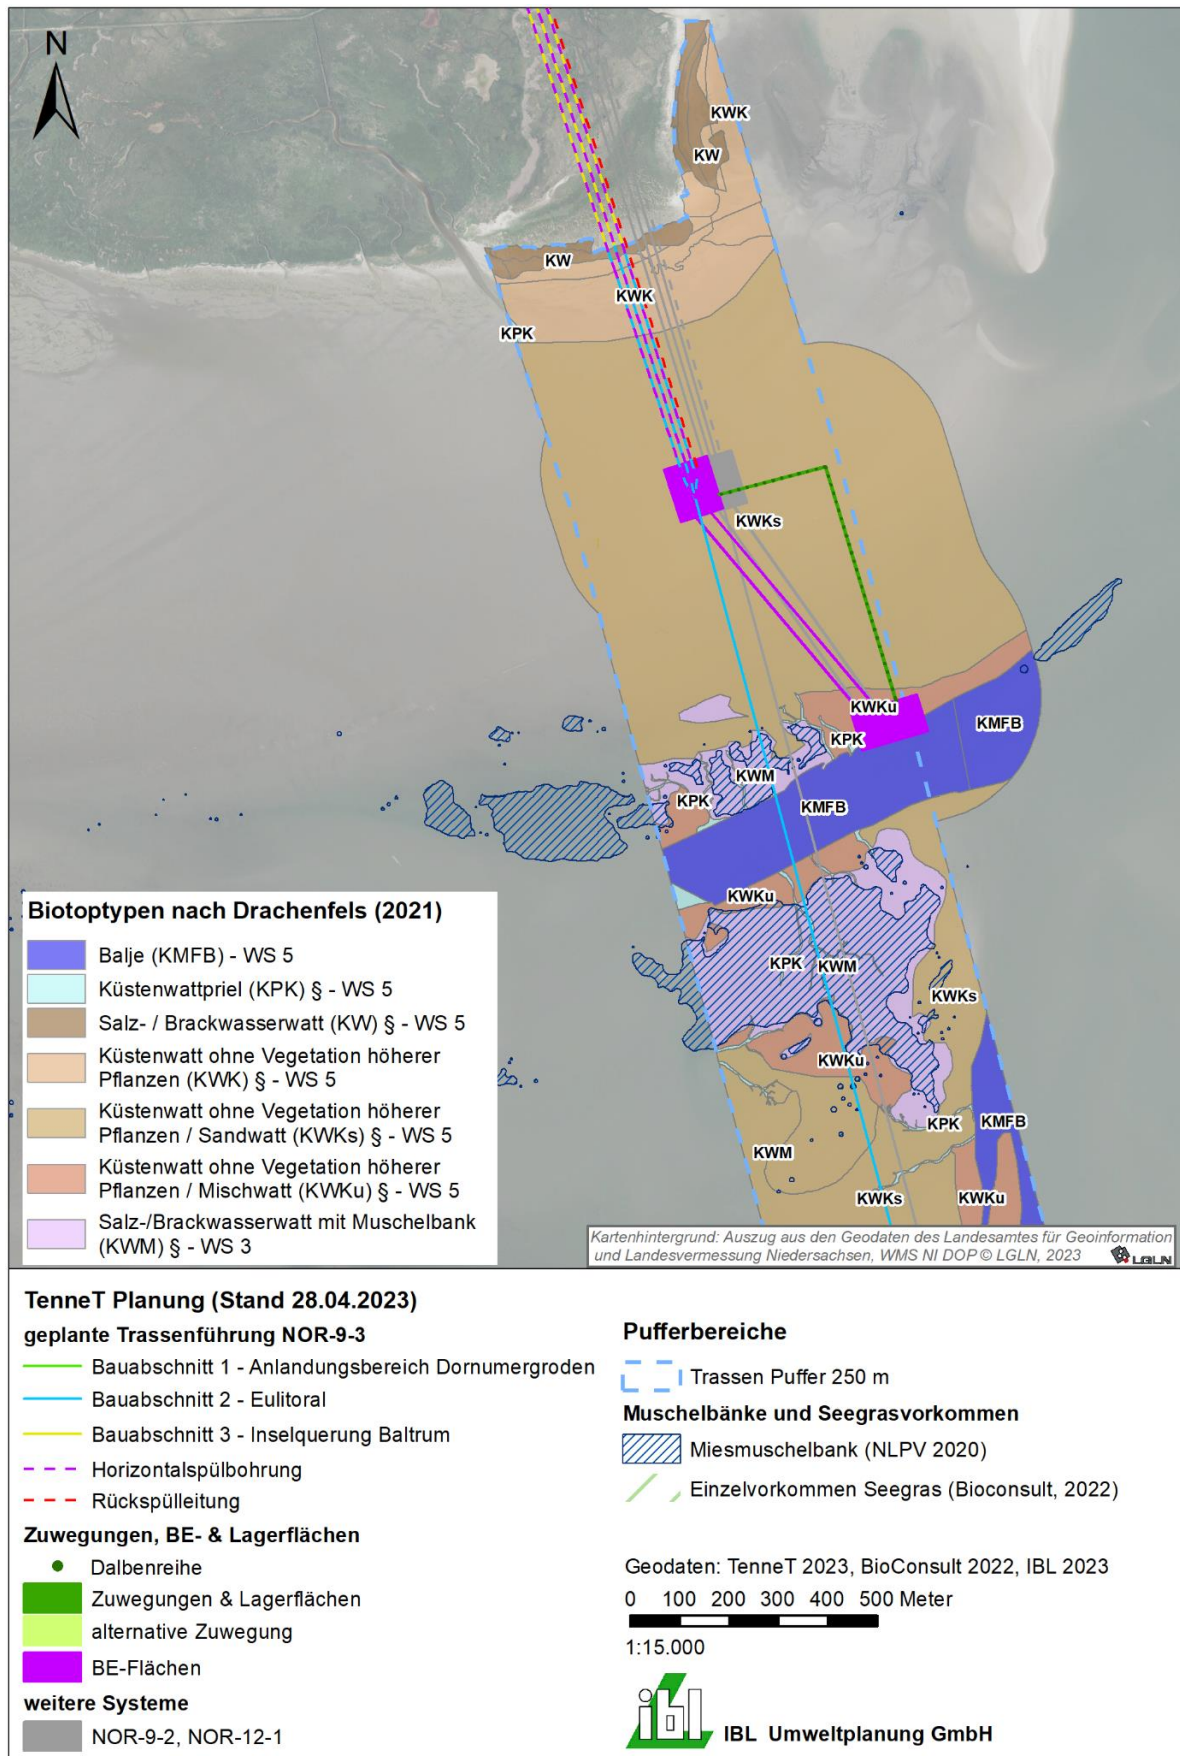 N
KWK
KW
KW
KWK
KPK
KWKs
KWKu
KPK
KMFB
KWM
KPK
KMFB
KWKu
KPK
KWM
KWKs
KWKu
KPK
KMFB
KWM
KWKs
KWKu
Biotoptypen nach Drachenfels (2021)
Balje (KMFB) - WS 5
Küstenwattpriel (KPK) § - WS 5
Salz- / Brackwasserwatt (KW) § - WS 5
Küstenwatt ohne Vegetation höherer
Pflanzen (KWK) § - WS 5
Küstenwatt ohne Vegetation höherer
Pflanzen / Sandwatt (KWKs) § - WS 5
Küstenwatt ohne Vegetation höherer
Pflanzen / Mischwatt (KWKu) § - WS 5
Salz-/Brackwasserwatt mit Muschelbank
(KWM) § - WS 3
Kartenhintergrund: Auszug aus den Geodaten des Landesamtes für Geoinformation
und Landesvermessung Niedersachsen, WMS NI DOP © LGLN, 2023
LGLN
TenneT Planung (Stand 28.04.2023)
geplante Trassenführung NOR-9-3
Bauabschnitt 1 - Anlandungsbereich Dornumergroden
Bauabschnitt 2 - Eulitoral
Bauabschnitt 3 - Inselquerung Baltrum
Horizontalspülbohrung
Rückspülleitung
Zuwegungen, BE- & Lagerflächen
Dalbenreihe
Zuwegungen & Lagerflächen
alternative Zuwegung
BE-Flächen
weitere Systeme
NOR-9-2, NOR-12-1
Pufferbereiche
Trassen Puffer 250 m
Muschelbänke und Seegrasvorkommen
Miesmuschelbank (NLPV 2020)
Einzelvorkommen Seegras (Bioconsult, 2022)
Geodaten: TenneT 2023, BioConsult 2022, IBL 2023
0 100 200 300 400 500 Meter
1:15.000
ibl IBL Umweltplanung GmbH